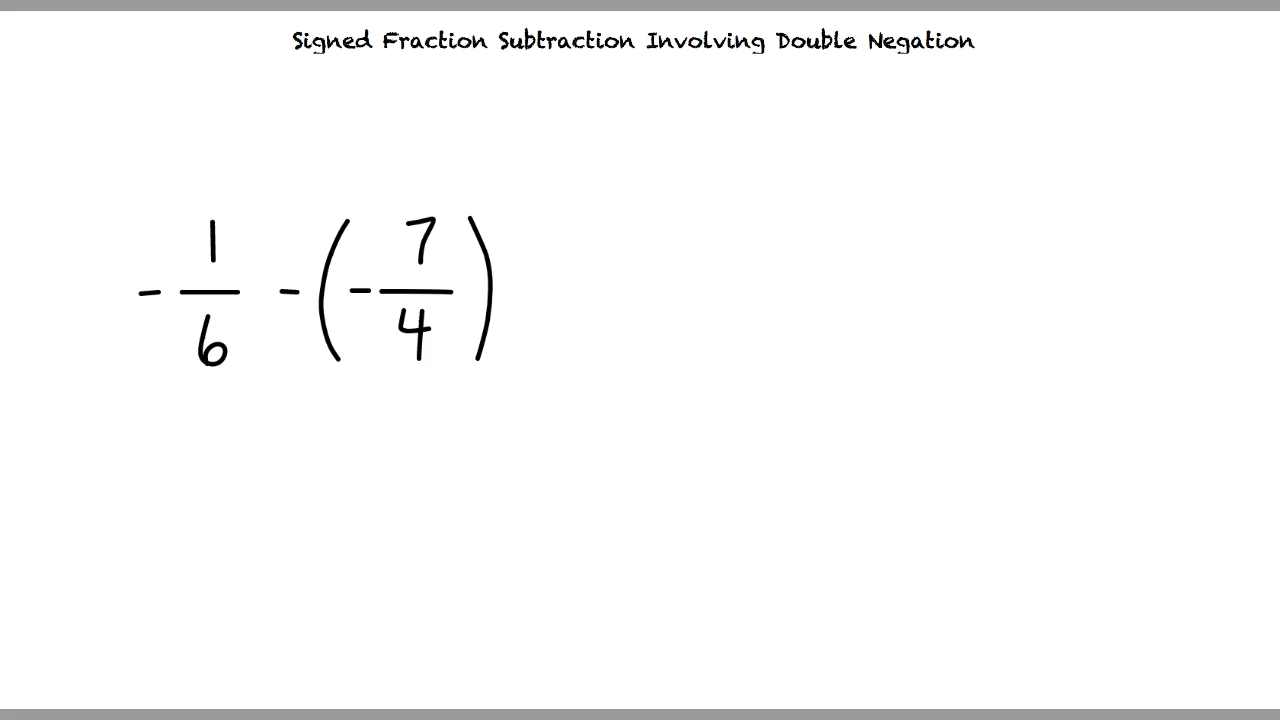 Signed Fraction Subtraction Involving Double Negation
- 1/6 - (- 7/4)